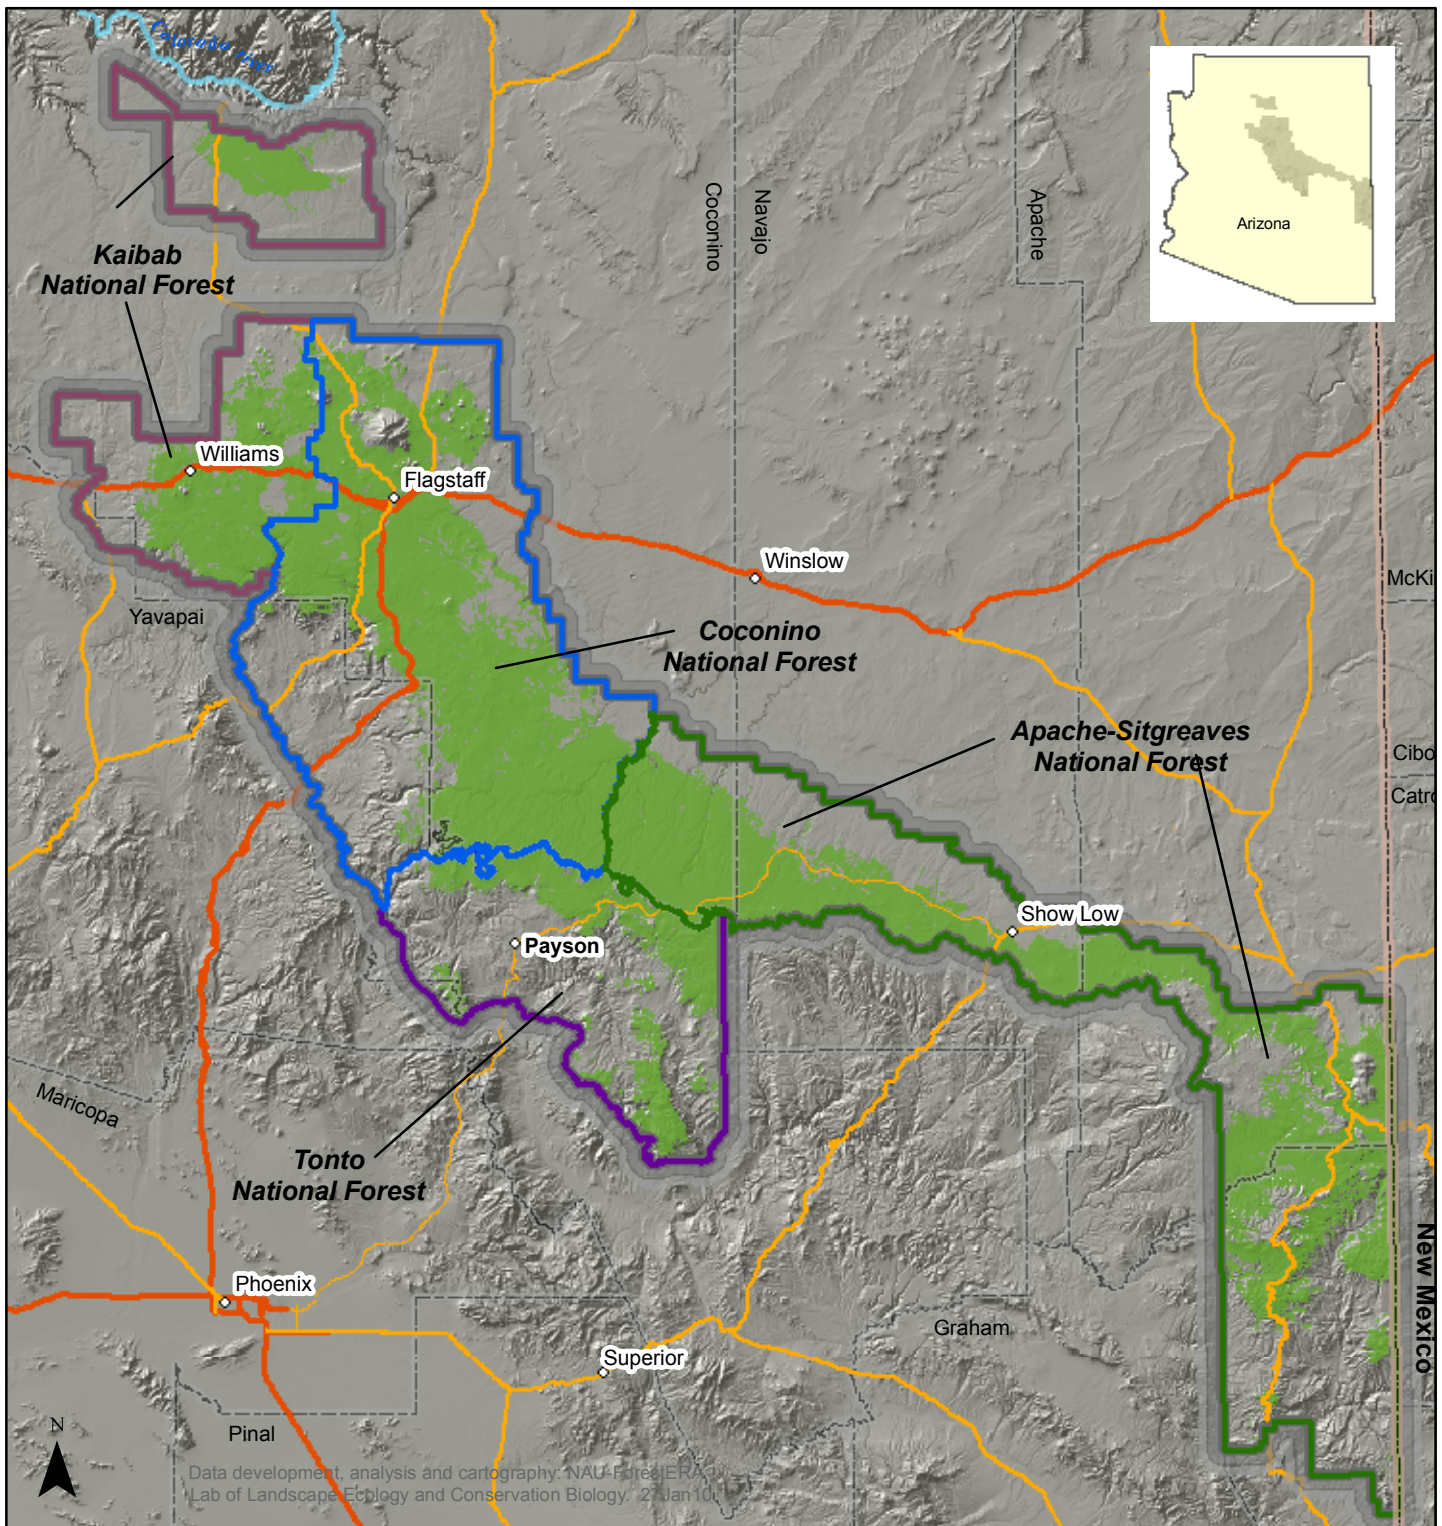 Colorado river
Arizona
Coconino
Navajo
Apache
Kaibab
National Forest
Williams
Flagstaff
Winslow
McKi
Yavapai
Coconino
National Forest
Apache-Sitgreaves
National Forest
Cibo
Catr
Show Low
Payson
Maricopa
Tonto
National Forest
New Mexico
Phoenix
Graham
Superior
Pinal
N
Data development, analysis and cartography: NAU-ForestERA
Lab of Landscape Ecology and Conservation Biology. 27Jan10